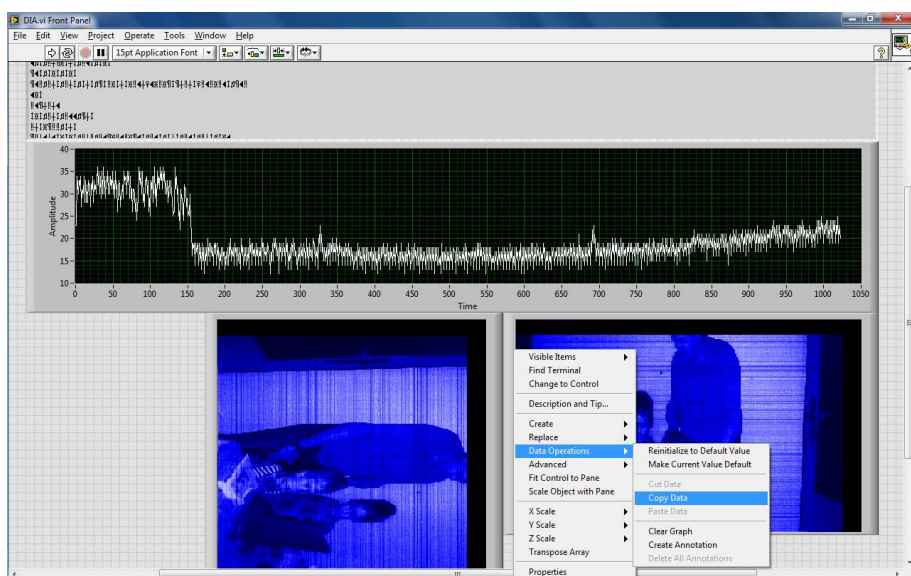 DIA.vi Front Panel
File Edit View Project Operate Tools Window Help
15pt Application Font
?
40
35
30
25
20
15
10
Amplitude
0 50 100 150 200 250 300 350 400 450 500 550 600 650 700 750 800 850 900 950 1000 1050
Time
Visible Items
Find Terminal
Change to Control
Description and Tip...
Create
Replace
Data Operations
Advanced
Fit Control to Pane
Scale Object with Pane
X Scale
Y Scale
Z Scale
Transpose Array
Properties
Reinitialize to Default Value
Make Current Value Default
Cut Data
Copy Data
Paste Data
Clear Graph
Create Annotation
Delete All Annotations